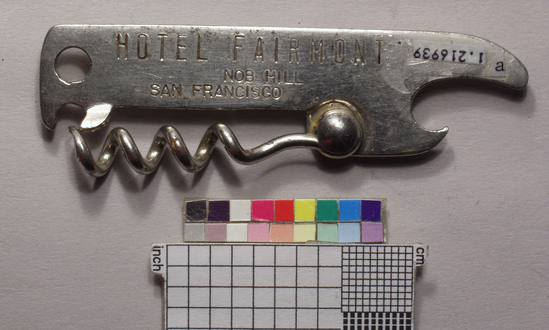 HOTEL FAIRMONT
NOB HILL
SAN FRANCISCO
1.216939
a
inch
cm